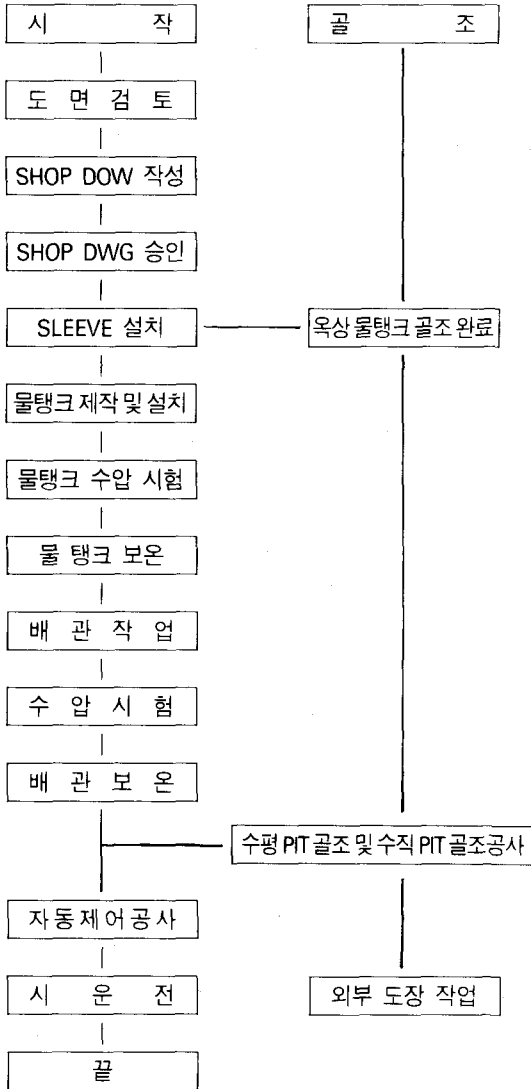 시 작
골 조
도 면 검 토
SHOP DOW 작성
SHOP DWG 승인
SLEEVE 설치
옥상 물탱크 골조 완료
물탱크 제작 및 설치
물탱크 수압 시험
물 탱크 보온
배 관 작 업
수 압 시 험
배 관 보 온
수평 PIT 골조 및 수직 PIT 골조공사
자동제어공사
시 운 전
외부 도장 작업
끝